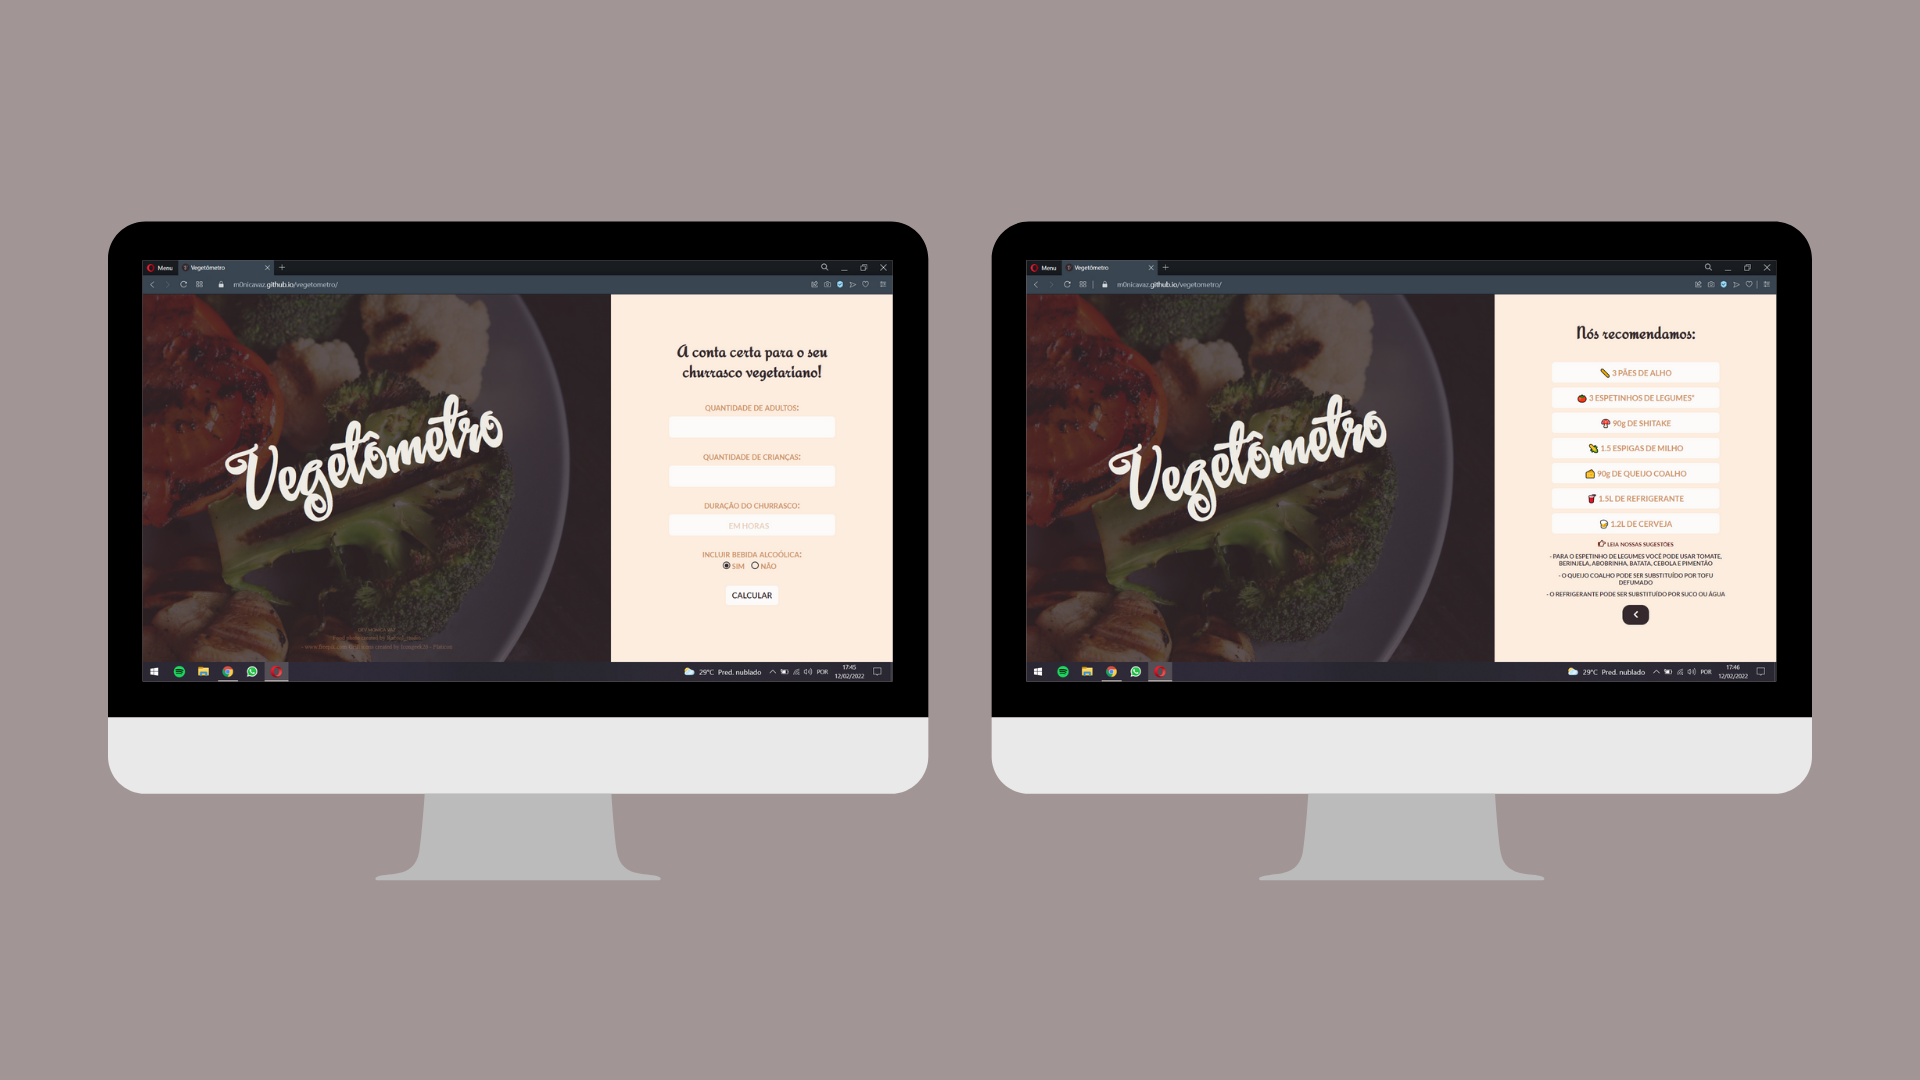 Menu
Vegetômetro
m0nicavaz.github.io/vegetometro/
Vegetômetro
A conta certa para o seu
churrasco vegetariano!
QUANTIDADE DE ADULTOS:
QUANTIDADE DE CRIANÇAS:
DURAÇÃO DO CHURRASCO:
EM HORAS
INCLUIR BEBIDA ALCOÓLICA:
SIM NÃO
CALCULAR
29°C Pred. nublado
POR
17:45
12/02/2022
Menu
Vegetômetro
m0nicavaz.github.io/vegetometro/
Vegetômetro
Nós recomendamos:
3 PÃES DE ALHO
3 ESPETINHOS DE LEGUMES*
90g DE SHITAKE
1.5 ESPIGAS DE MILHO
90g DE QUEIJO COALHO
1.5L DE REFRIGERANTE
1.2L DE CERVEJA
LEIA NOSSAS SUGESTÕES
- PARA O ESPETINHO DE LEGUMES VOCÊ PODE USAR TOMATE,
BERINJELA, ABOBRINHA, BATATA, CEBOLA E PIMENTÃO
- O QUEIJO COALHO PODE SER SUBSTITUÍDO POR TOFU
DEFUMADO
- O REFRIGERANTE PODE SER SUBSTITUÍDO POR SUCO OU ÁGUA
29°C Pred. nublado
POR
17:46
12/02/2022